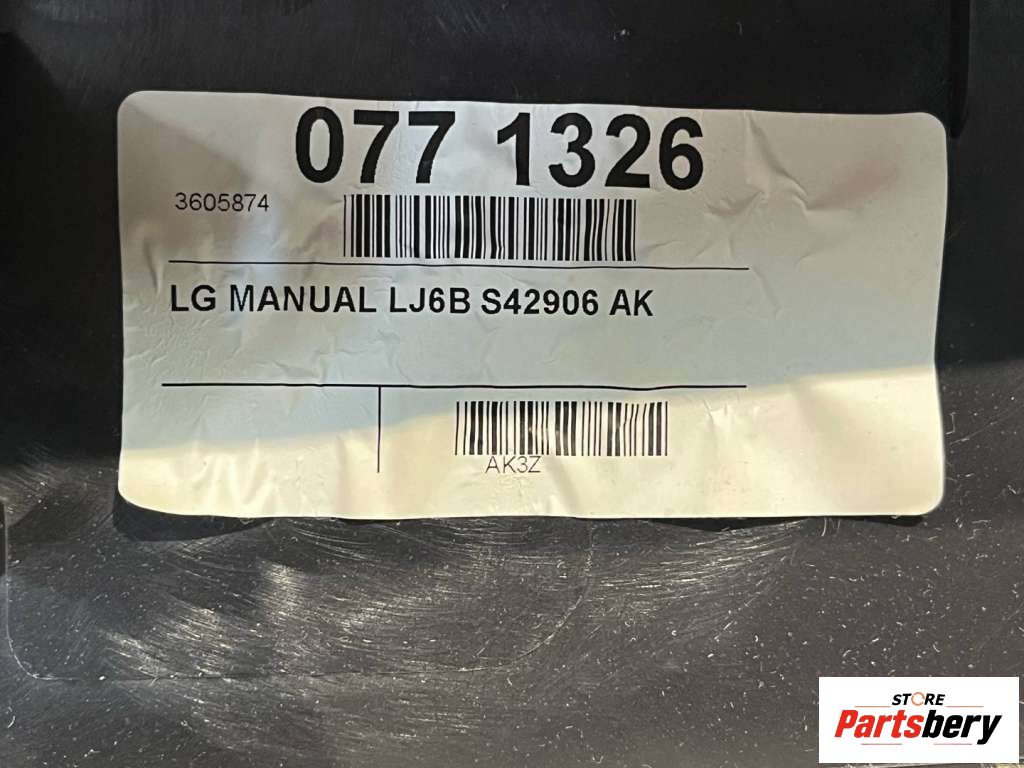 077 1326
3605874
LG MANUAL LJ6B S42906 AK
AK3Z
STORE
Partsbery